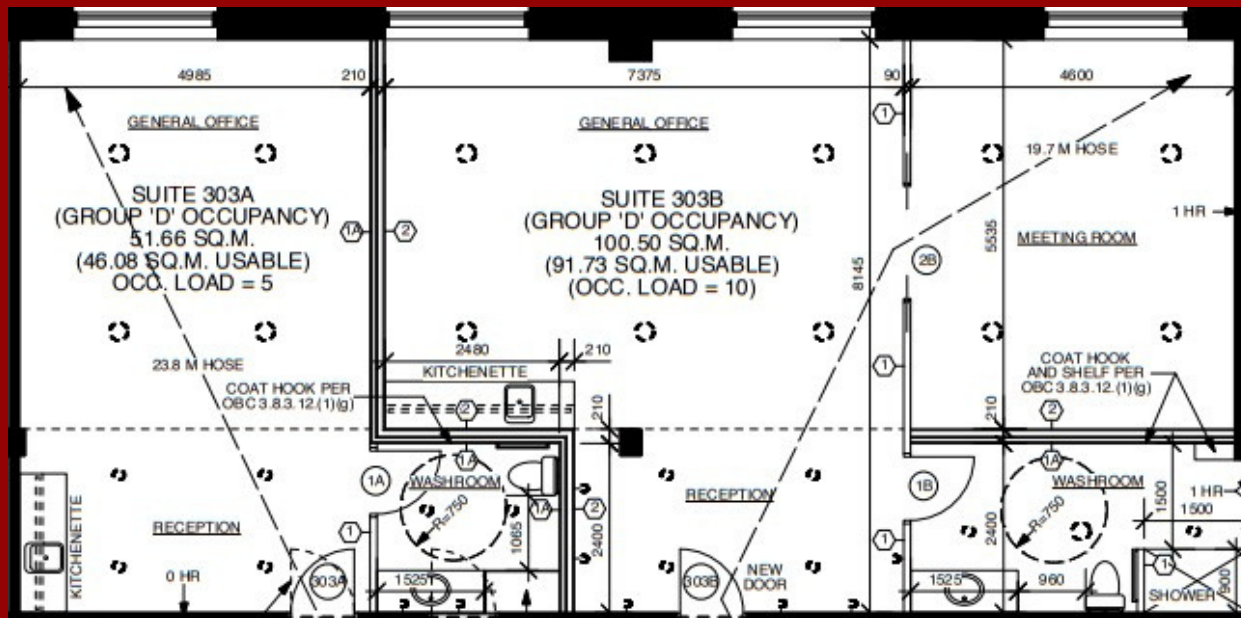 4985
210
7375
90
4600
GENERAL OFFICE
GENERAL OFFICE
1
19.7 M HOSE
SUITE 303A
(GROUP 'D' OCCUPANCY)
51.66 SQ.M.
(46.08 SQ.M. USABLE)
OCC. LOAD = 5
SUITE 303B
(GROUP 'D' OCCUPANCY)
100.50 SQ.M.
(91.73 SQ.M. USABLE)
(OCC. LOAD = 10)
1A
2
1 HR
MEETING ROOM
5535
8145
2B
23.8 M HOSE
2480
210
KITCHENETTE
COAT HOOK PER
OBC 3.8.3.12.(1)(g)
1
COAT HOOK
AND SHELF PER
OBC 3.8.3.12.(1)(g)
2
210
210
2
1A
1A
1A
WASHROOM
1B
WASHROOM
KITCHENETTE
RECEPTION
1
R=750
1065
1A
2
2400
RECEPTION
1
2400
R=750
1500
1 HR
1500
0 HR
303A
1525
303B
NEW
DOOR
1525
960
1
SHOWER
900